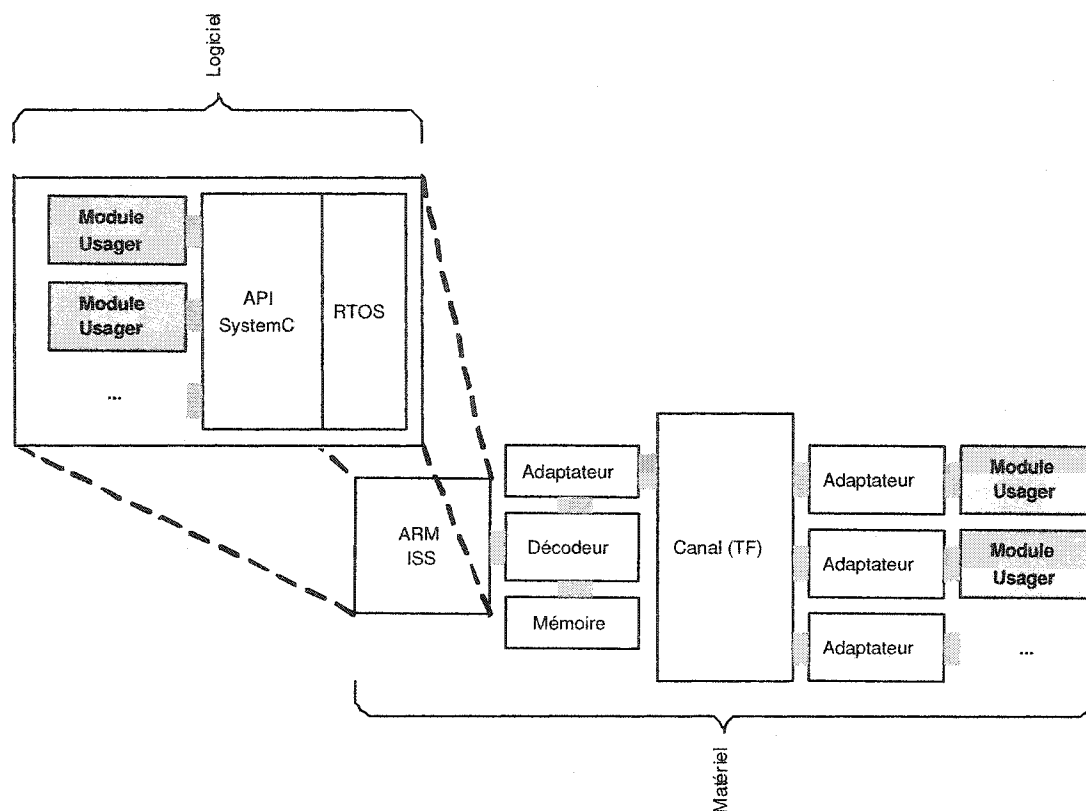 Logiciel
Module
Usager
Module
Usager
...
API
SystemC
RTOS
ARM
ISS
Adaptateur
Décodeur
Mémoire
Canal (TF)
Adaptateur
Adaptateur
Adaptateur
Module
Usager
Module
Usager
...
Matériel